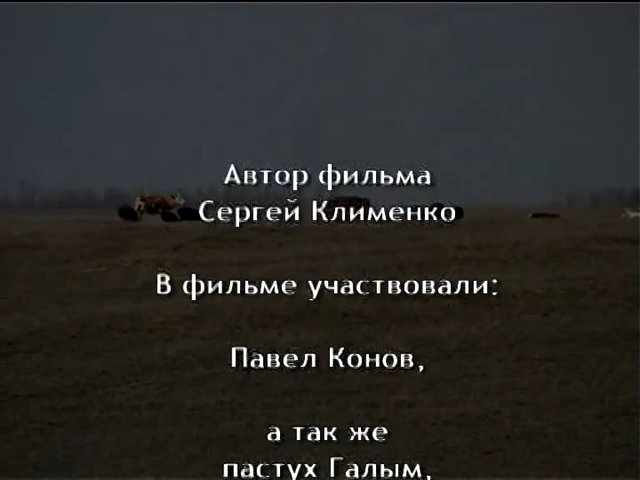 Автор фильма
Сергей Клименко
В фильме участвовали:
Павел Конов,
а так же
пастух Галым,